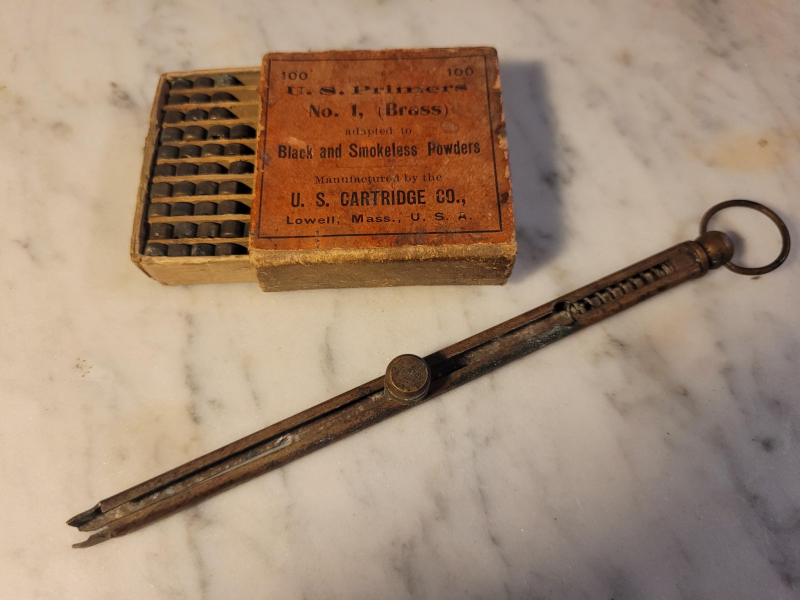 100 100
U. S. Primers
No. 1, (Brass)
adapted to
Black and Smokeless Powders
Manufactured by the
U. S. CARTRIDGE CO.,
Lowell, Mass., U. S. A.